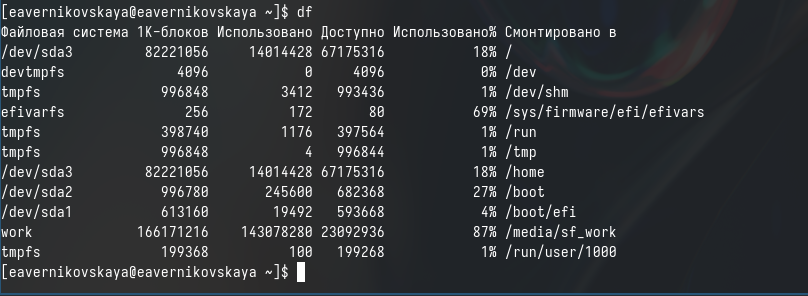 [eavernikovskaya@eavernikovskaya ~]$ df
Файловая система 1K-блоков Использовано Доступно Использовано% Смонтировано в
/dev/sda3         82221056     14014428 67175316           18% /
devtmpfs              4096            0     4096            0% /dev
tmpfs               996848         3412   993436            1% /dev/shm
efivarfs               256          172       80           69% /sys/firmware/efi/efivars
tmpfs               398740         1176   397564            1% /run
tmpfs               996848            4   996844            1% /tmp
/dev/sda3         82221056     14014428 67175316           18% /home
/dev/sda2           996780       245600   682368           27% /boot
/dev/sda1           613160        19492   593668            4% /boot/efi
work             166171216    143078280 23092936           87% /media/sf_work
tmpfs               199368          100   199268            1% /run/user/1000
[eavernikovskaya@eavernikovskaya ~]$